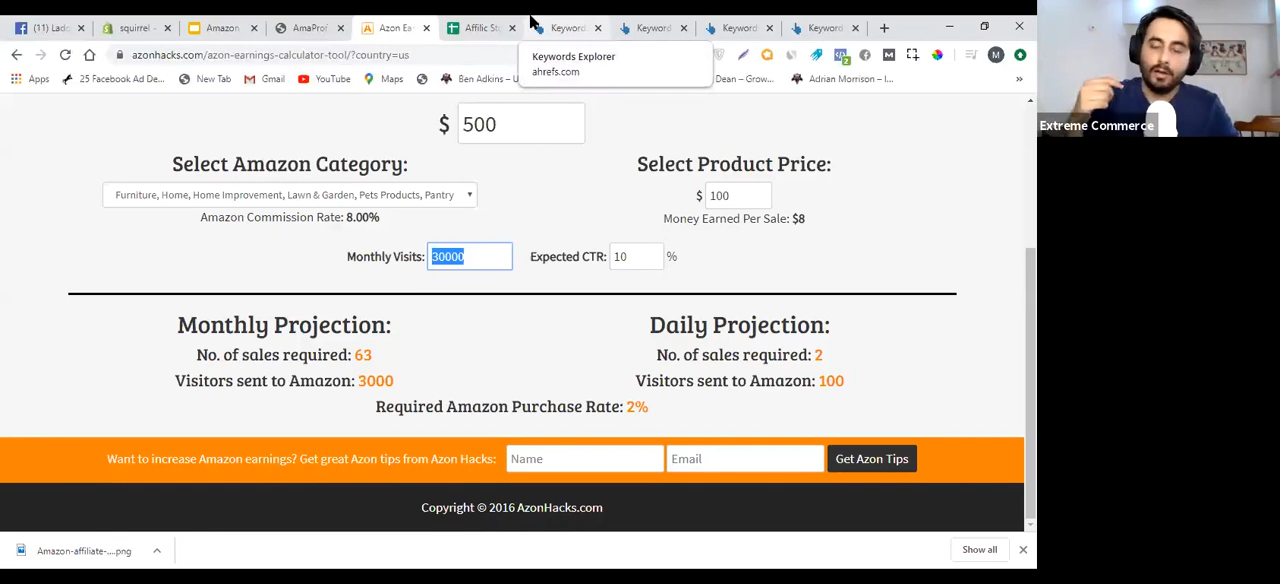 (11) Lado
squirrel -
Amazon
AmaProj
Azon Ear
Affilic St
Keyword
Keyword
Keyword
Keyword
azonhacks.com/azon-earnings-calculator-tool/?country=us
Keywords Explorer
ahrefs.com
Apps
25 Facebook Ad De...
New Tab
Gmail
YouTube
Maps
Ben Adkins – U
Dean – Grow...
Adrian Morrison – I...
»
$ 500
Select Amazon Category:
Select Product Price:
Furniture, Home, Home Improvement, Lawn & Garden, Pets Products, Pantry
$ 100
Amazon Commission Rate: 8.00%
Money Earned Per Sale: $8
Monthly Visits: 30000 Expected CTR: 10 %
Monthly Projection:
Daily Projection:
No. of sales required: 63
No. of sales required: 2
Visitors sent to Amazon: 3000
Visitors sent to Amazon: 100
Required Amazon Purchase Rate: 2%
Want to increase Amazon earnings? Get great Azon tips from Azon Hacks: Name Email Get Azon Tips
Copyright © 2016 AzonHacks.com
Amazon-affiliate-....png
Show all
Extreme Commerce